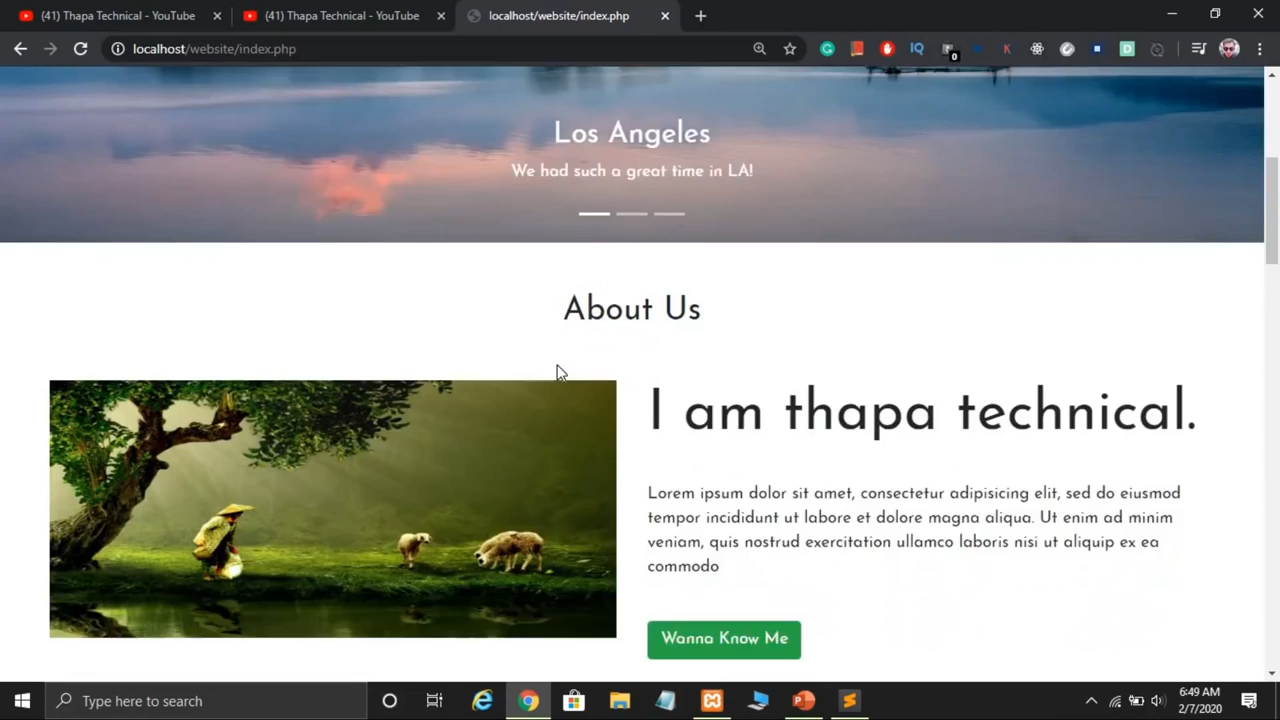 (41) Thapa Technical - YouTube
(41) Thapa Technical - YouTube
localhost/website/index.php
localhost/website/index.php
IQ
0
K
D
Los Angeles
We had such a great time in LA!
About Us
I am thapa technical.
Lorem ipsum dolor sit amet, consectetur adipisicing elit, sed do eiusmod
tempor incididunt ut labore et dolore magna aliqua. Ut enim ad minim
veniam, quis nostrud exercitation ullamco laboris nisi ut aliquip ex ea
commodo
Wanna Know Me
Type here to search
6:49 AM
2/7/2020